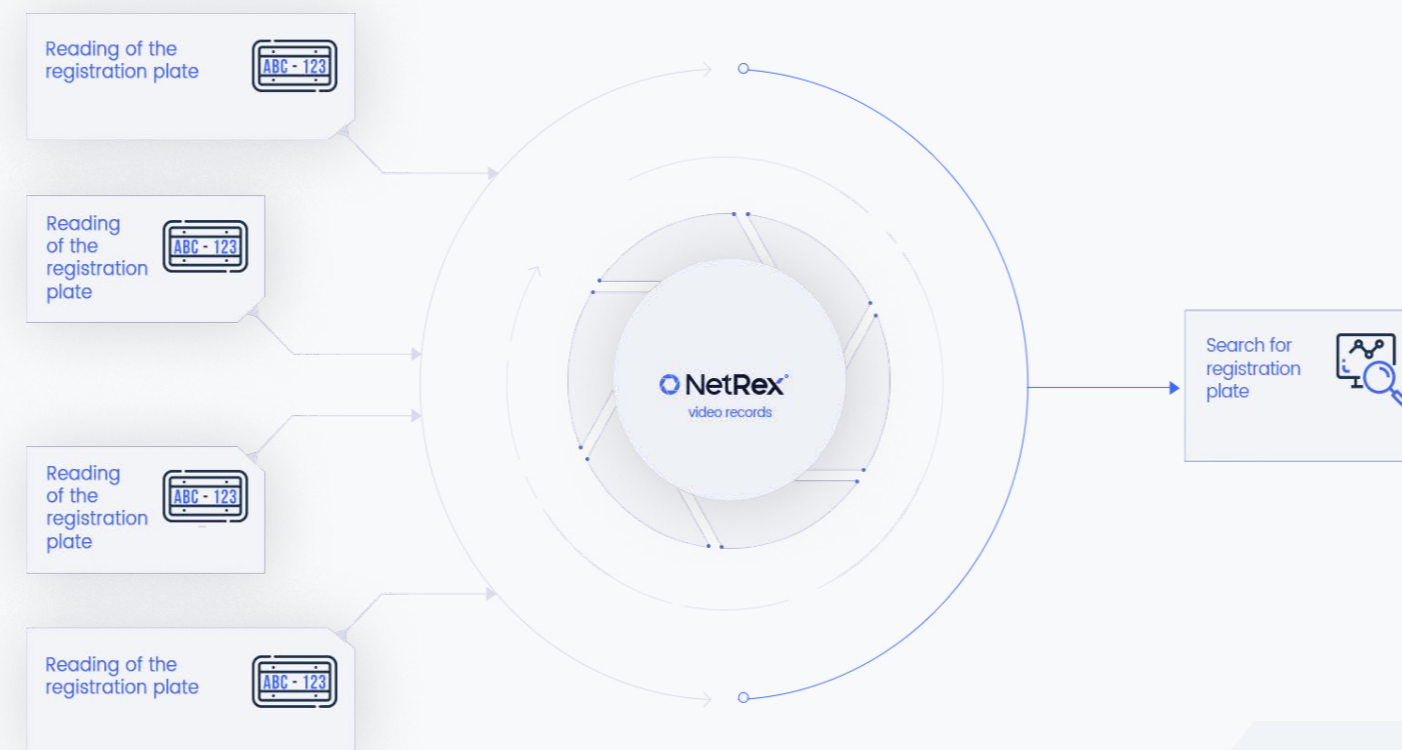 Reading of the
registration plate
ABC - 123
Reading
of the
registration
plate
ABC - 123
Reading
of the
registration
plate
ABC - 123
Reading of the
registration plate
ABC - 123
NetRex
video records
Search for
registration
plate